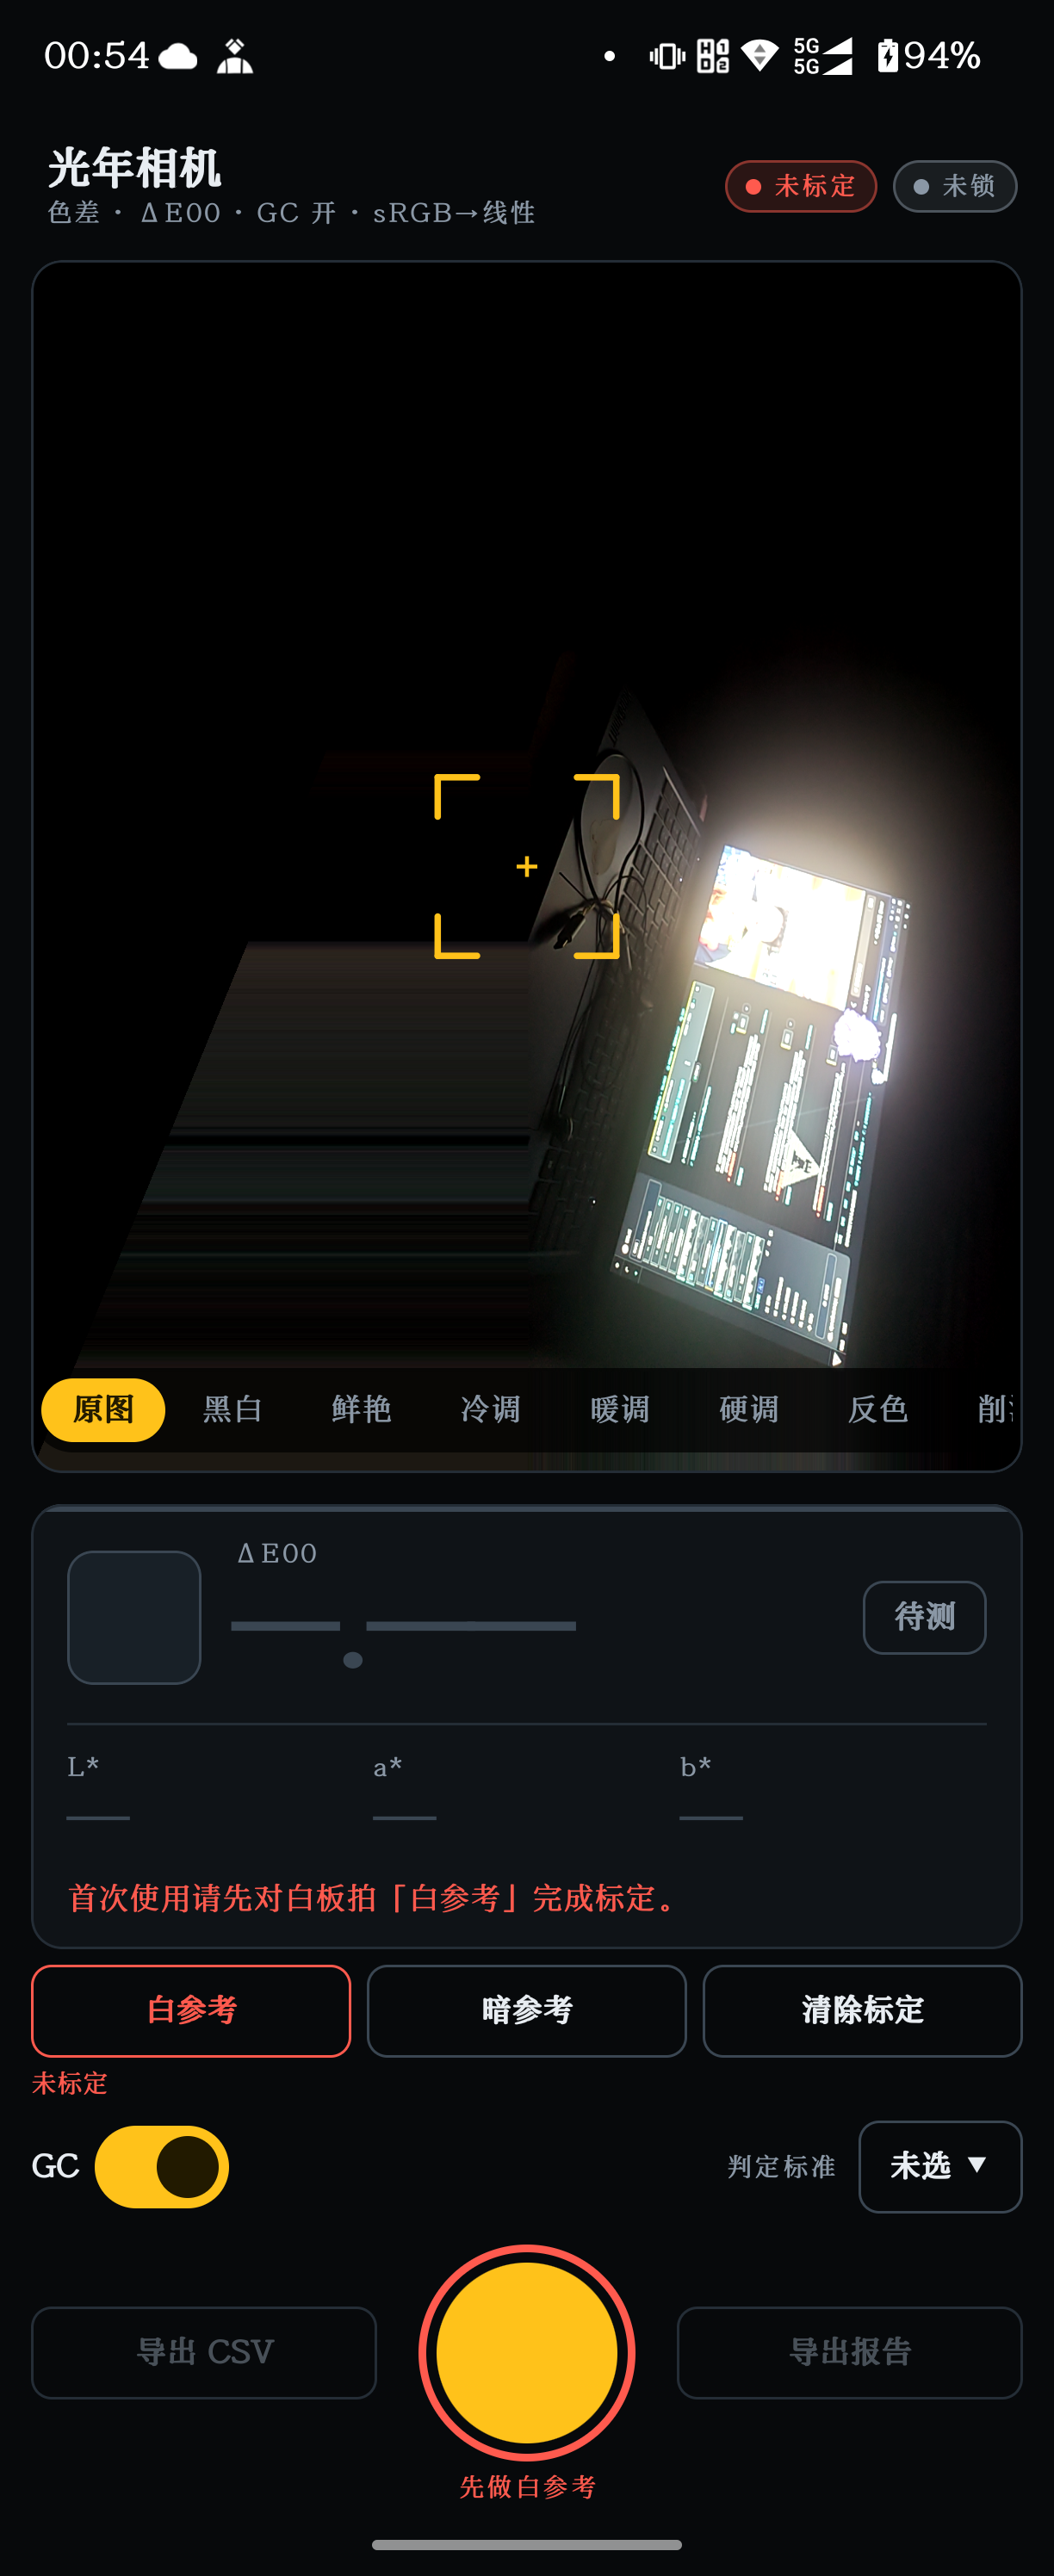 00:54
5G
5G
94%
光年相机
未标定
未锁
色差 · ΔE00 · GC 开 · sRGB→线性
原图
黑白
鲜艳
冷调
暖调
硬调
反色
ΔE00
待测
L*
a*
b*
首次使用请先对白板拍「白参考」完成标定。
白参考
暗参考
清除标定
未标定
GC
判定标准
未选 ▼
导出 CSV
导出报告
先做白参考